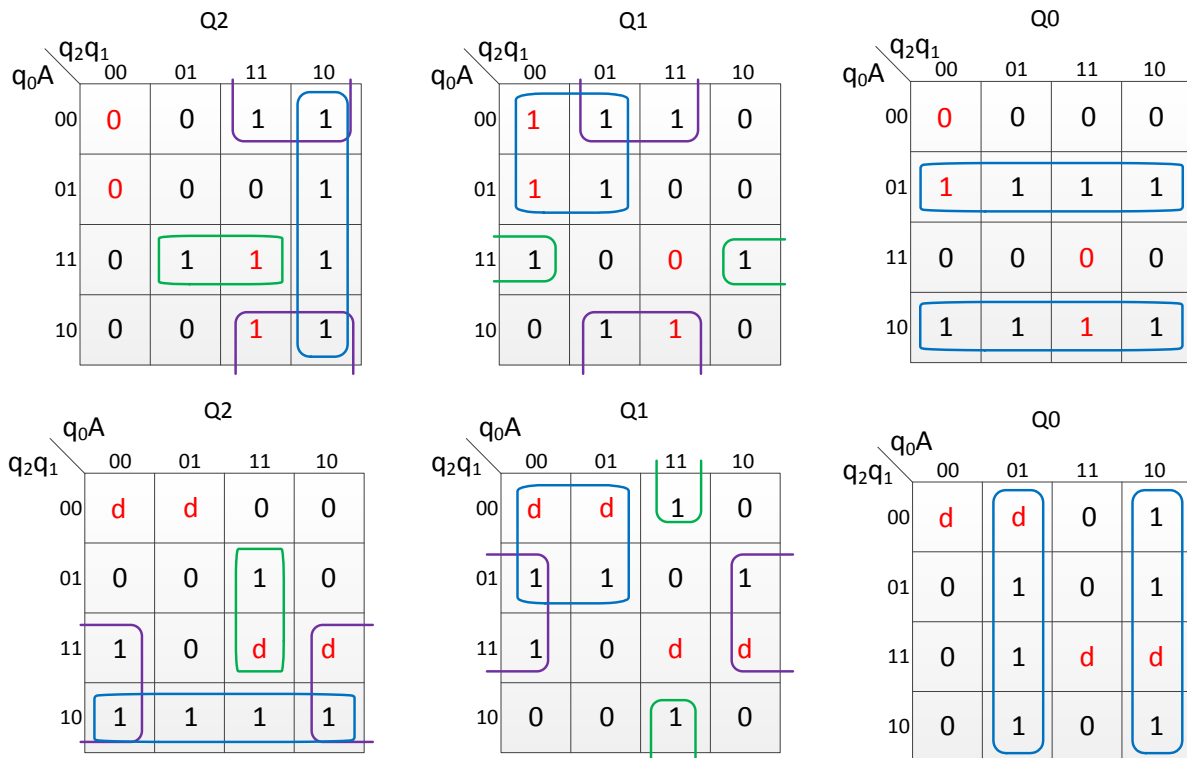 Q2
q2q1
q0A 00 01 11 10
00 0 0 1 1
01 0 0 0 1
11 0 1 1 1
10 0 0 1 1
Q1
q2q1
q0A 00 01 11 10
00 1 1 1 0
01 1 1 0 0
11 1 0 0 1
10 0 1 1 0
Q0
q2q1
q0A 00 01 11 10
00 0 0 0 0
01 1 1 1 1
11 0 0 0 0
10 1 1 1 1
Q2
q0A
q2q1 00 01 11 10
00 d d 0 0
01 0 0 1 0
11 1 0 d d
10 1 1 1 1
Q1
q0A
q2q1 00 01 11 10
00 d d 1 0
01 1 1 0 1
11 1 0 d d
10 0 0 1 0
Q0
q0A
q2q1 00 01 11 10
00 d d 0 1
01 0 1 0 1
11 0 1 d d
10 0 1 0 1